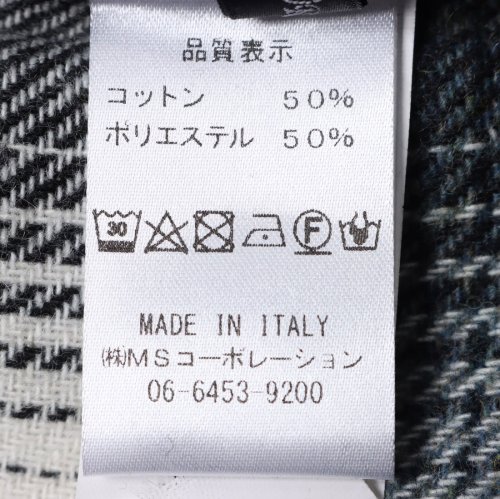 品質表示
コットン 50%
ポリエステル 50%
30 F
MADE IN ITALY
㈱MSコーポレーション
06-6453-9200